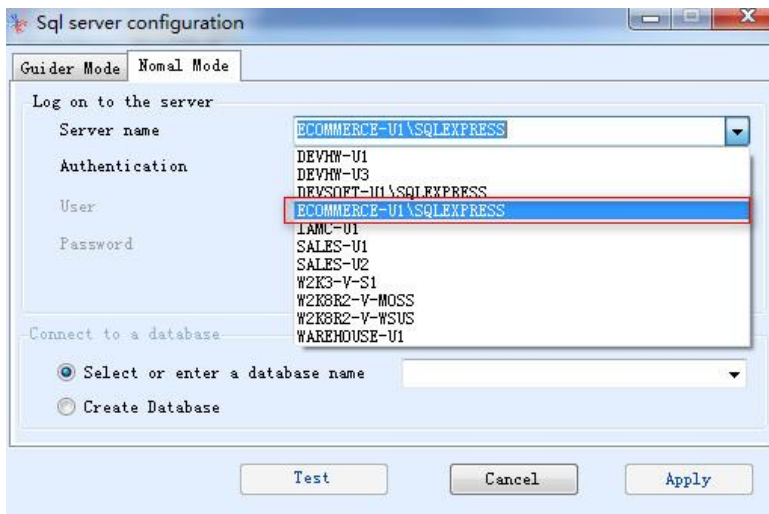 Sql server configuration
Guider Mode
Nomal Mode
Log on to the server
Server name
ECOMMERCE-U1\SQLEXPRESS
Authentication
DEVHW-U1
DEVHW-U3
DEVSOFT-U1\SQLEXPRESS
User
ECOMMERCE-U1\SQLEXPRESS
IAMC-U1
Password
SALES-U1
SALES-U2
W2K3-V-S1
W2K8R2-V-MOSS
W2K8R2-V-WSUS
WAREHOUSE-U1
Connect to a database
Select or enter a database name
Create Database
Test
Cancel
Apply